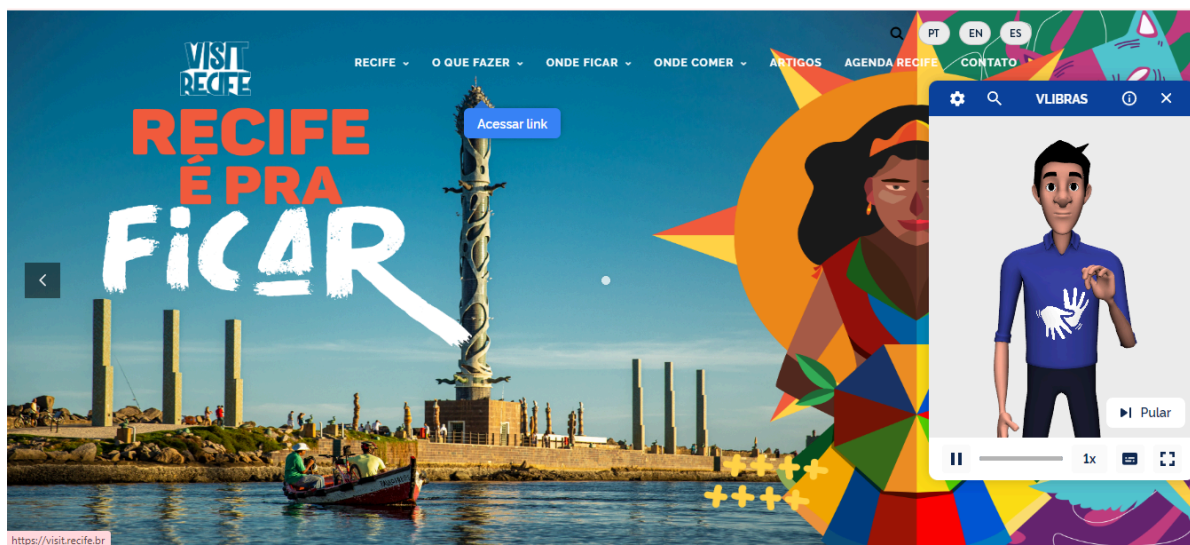 PT EN ES
VISIT
RECIFE
RECIFE O QUE FAZER ONDE FICAR ONDE COMER ARTIGOS AGENDA RECIFE CONTATO
VLIBRAS
Acessar link
RECIFE
É PRA
FiCAR
Pular
1x
https://visit.recife.br